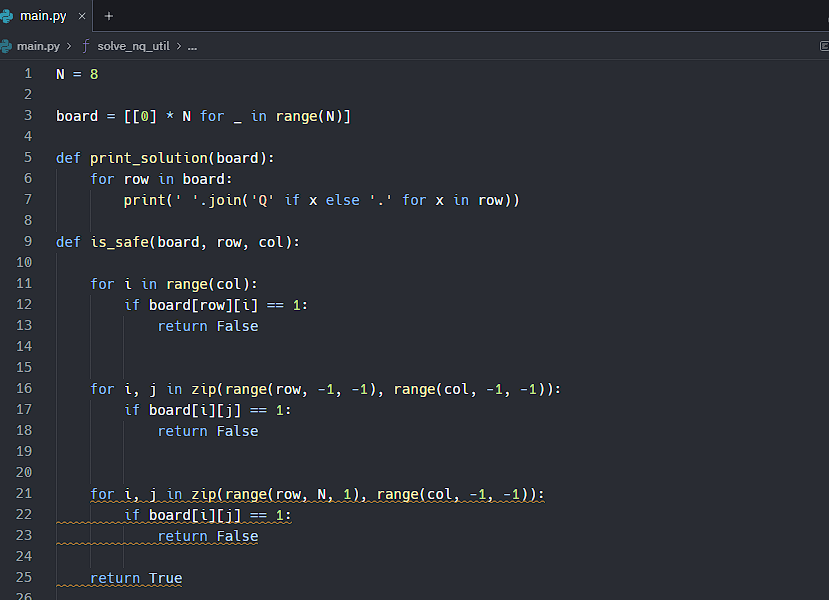 main.py × +
main.py > ƒ solve_nq_util > ...
1 N = 8
2
3 board = [[0] * N for _ in range(N)]
4
5 def print_solution(board):
6     for row in board:
7         print(' '.join('Q' if x else '.' for x in row))
8
9 def is_safe(board, row, col):
10
11     for i in range(col):
12         if board[row][i] == 1:
13             return False
14
15
16     for i, j in zip(range(row, -1, -1), range(col, -1, -1)):
17         if board[i][j] == 1:
18             return False
19
20
21     for i, j in zip(range(row, N, 1), range(col, -1, -1)):
22         if board[i][j] == 1:
23             return False
24
25     return True
26